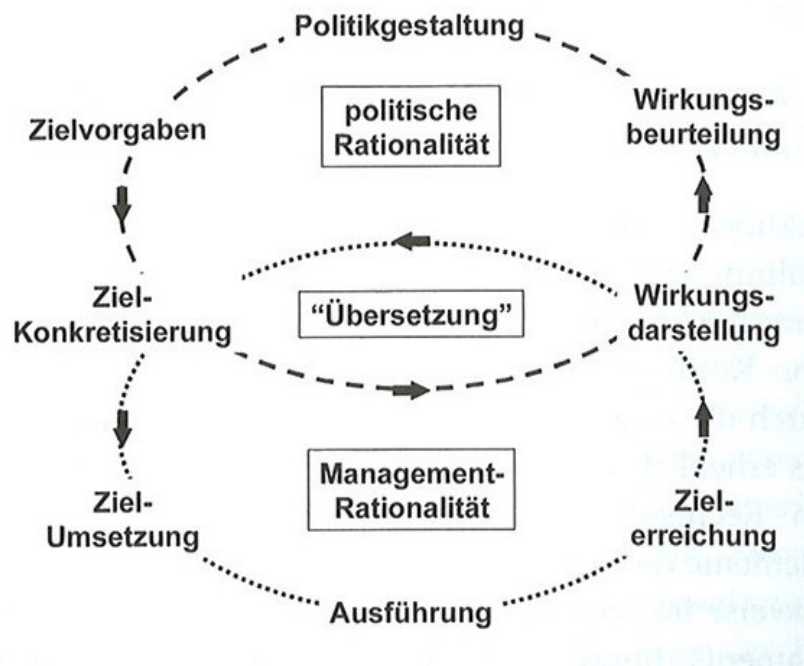 Politikgestaltung
Zielvorgaben
politische
Rationalität
Wirkungs-
beurteilung
Ziel-
Konkretisierung
“Übersetzung”
Wirkungs-
darstellung
Ziel-
Umsetzung
Management-
Rationalität
Ziel-
erreichung
Ausführung